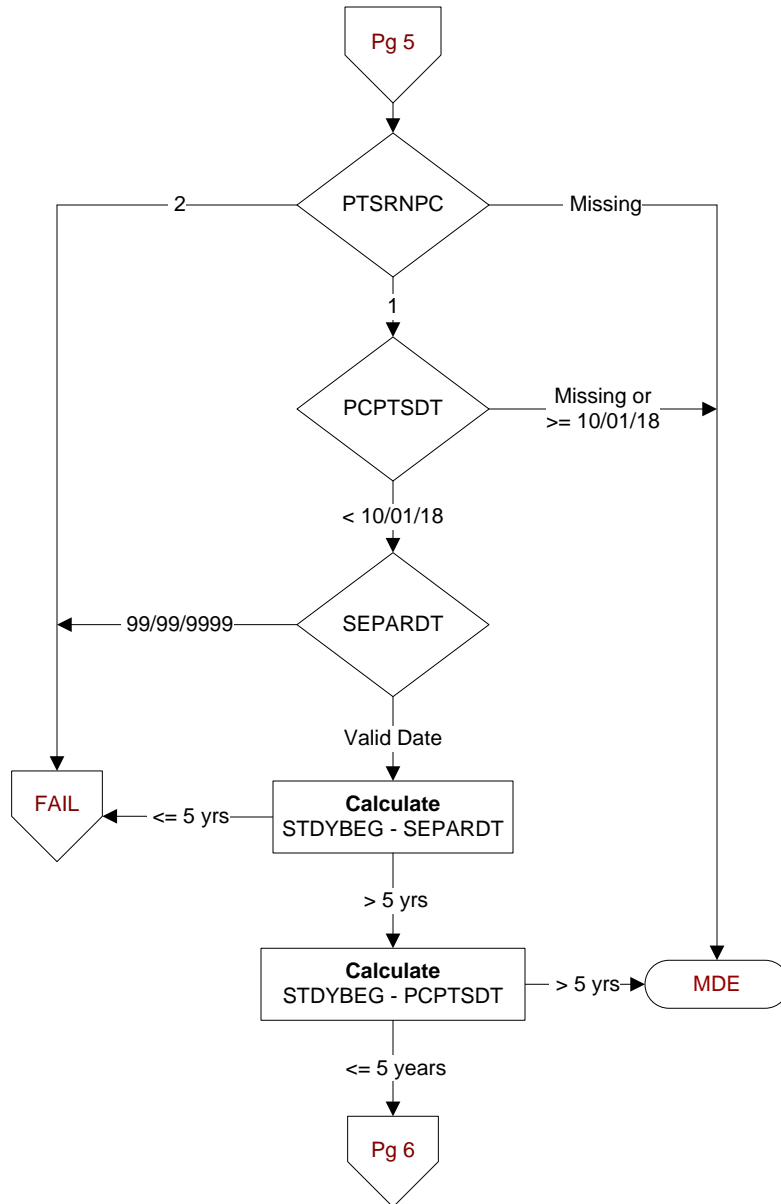 Pg 5
PTSRNPC
2
Missing
1
PCPTSDT
Missing or
>= 10/01/18
< 10/01/18
SEPARDT
99/99/9999
Valid Date
FAIL
<= 5 yrs
Calculate
STDYBEG - SEPARDT
> 5 yrs
Calculate
STDYBEG - PCPTSDT
> 5 yrs
MDE
<= 5 years
Pg 6